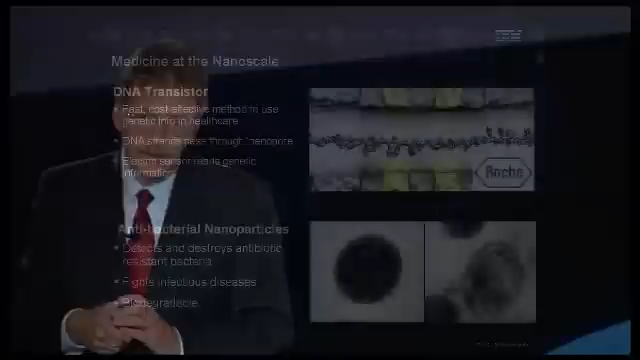 IBM
Medicine at the Nanoscale
DNA Transistor
• Fast, cost-effective method to use
genetic info in healthcare
• DNA strands pass through nanopore
• Electric sensor reads genetic
information
Roche
Anti-bacterial Nanoparticles
• Detects and destroys antibiotic
resistant bacteria
• Fights infectious diseases
• Biodegradable